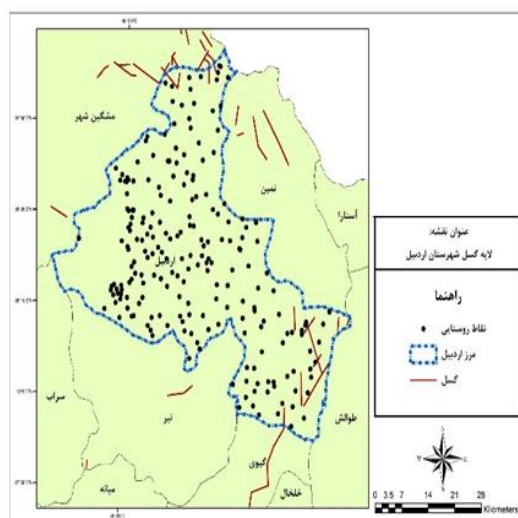 مشگین شهر
نمین
آستارا
اردبیل
سراب
نیر
طوالش
گیوی
میانه
خلخال
عنوان نقشه:
لایه گسل شهرستان اردبیل
راهنما
نقاط روستایی
مرز اردبیل
گسل
N
W E
S
0 3.5 7 14 21 28
Kilometers